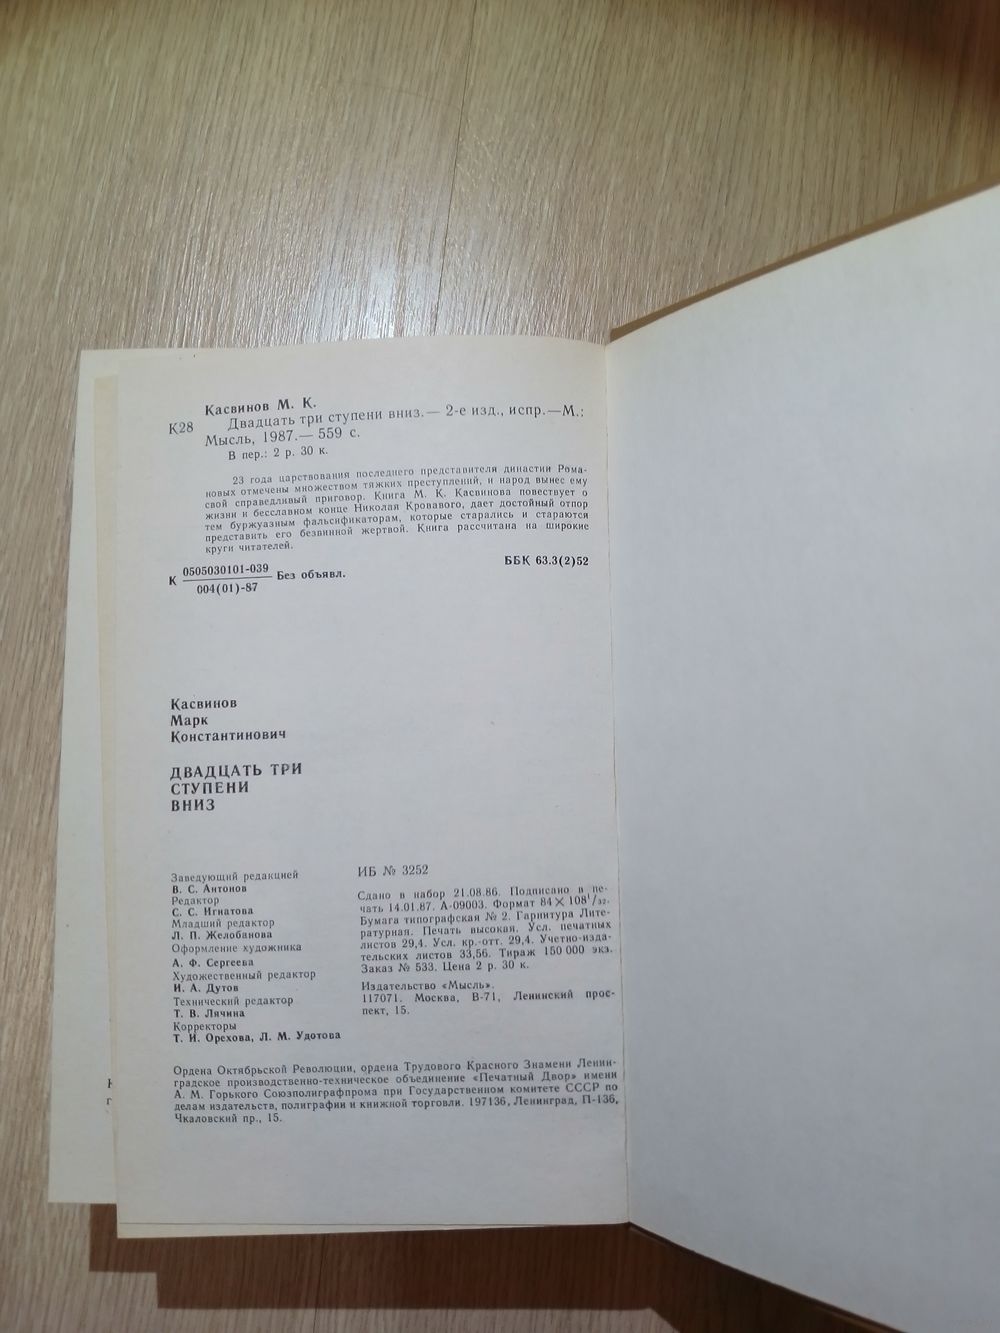 Касвинов М. К.
К28 Двадцать три ступени вниз.— 2-е изд., испр.—М.:
Мысль, 1987.— 559 с.
В пер.: 2 р. 30 к.
23 года царствования последнего представителя династии Рома-
новых отмечены множеством тяжких преступлений, и народ вынес ему
свой справедливый приговор. Книга М. К. Касвинова повествует о
жизни и бесславном конце Николая Кровавого, дает достойный отпор
тем буржуазным фальсификаторам, которые старались и стараются
представить его безвинной жертвой. Книга рассчитана на широкие
круги читателей.
К 0505030101-039
004(01)-87
Без объявл.
ББК 63.3(2)52
Касвинов
Марк
Константинович
ДВАДЦАТЬ ТРИ
СТУПЕНИ
ВНИЗ
Заведующий редакцией
В. С. Антонов
Редактор
С. С. Игнатова
Младший редактор
Л. П. Желобанова
Оформление художника
А. Ф. Сергеева
Художественный редактор
И. А. Дутов
Технический редактор
Т. В. Лячина
Корректоры
Т. И. Орехова, Л. М. Удотова
ИБ № 3252
Сдано в набор 21.08.86. Подписано в пе-
чать 14.01.87. А-09003. Формат 84×108¹/₃₂.
Бумага типографская № 2. Гарнитура Лите-
ратурная. Печать высокая. Усл. печатных
листов 29,4. Усл. кр.-отт. 29,4. Учетно-изда-
тельских листов 33,56. Тираж 150 000 экз.
Заказ № 533. Цена 2 р. 30 к.
Издательство «Мысль».
117071. Москва, В-71, Ленинский прос-
пект, 15.
Ордена Октябрьской Революции, ордена Трудового Красного Знамени Ленин-
градское производственно-техническое объединение «Печатный Двор» имени
А. М. Горького Союзполиграфпрома при Государственном комитете СССР по
делам издательств, полиграфии и книжной торговли. 197136, Ленинград, П-136,
Чкаловский пр., 15.